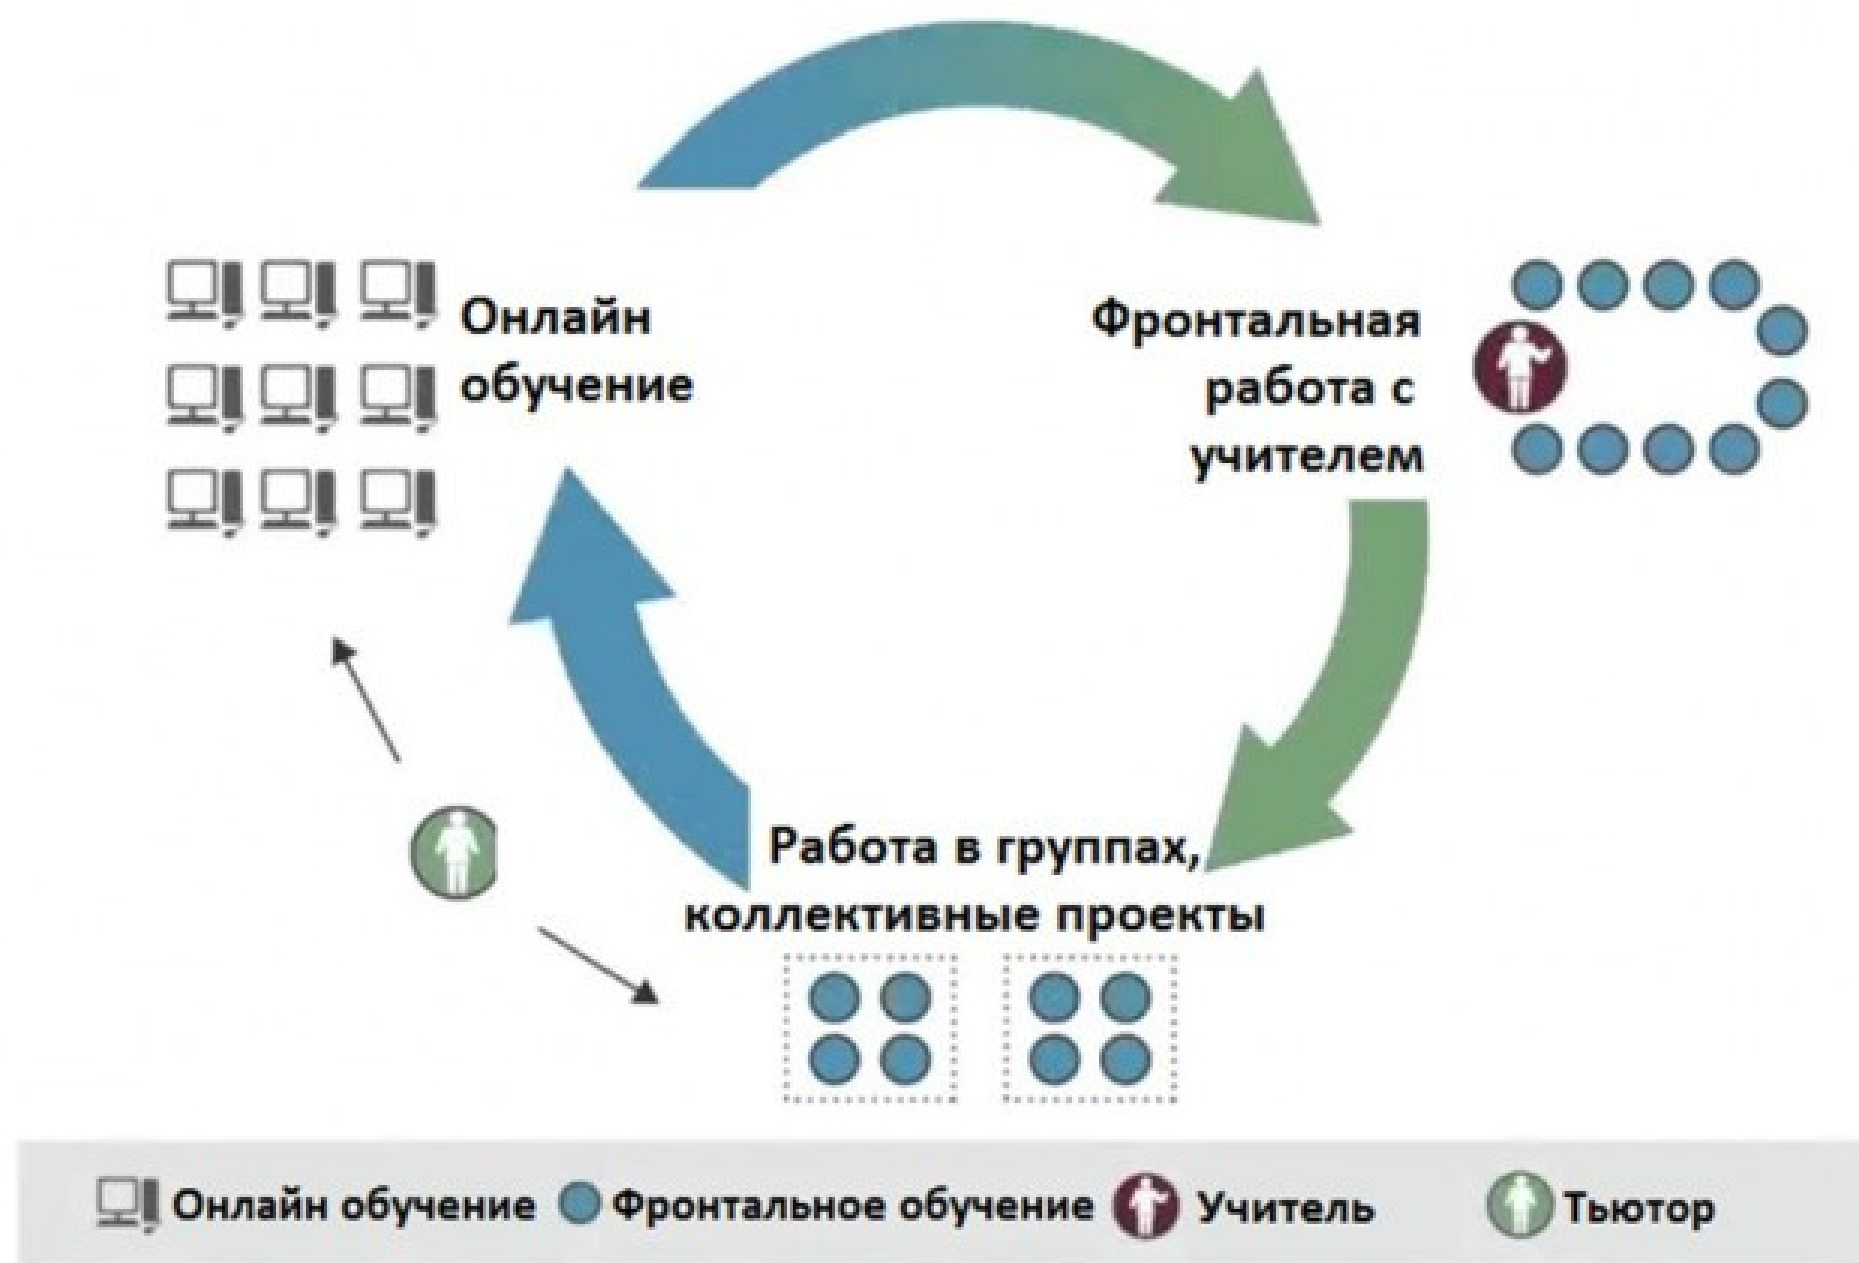 Онлайн
обучение
Фронтальная
работа с
учителем
Работа в группах,
коллективные проекты
Онлайн обучение
Фронтальное обучение
Учитель
Тьютор